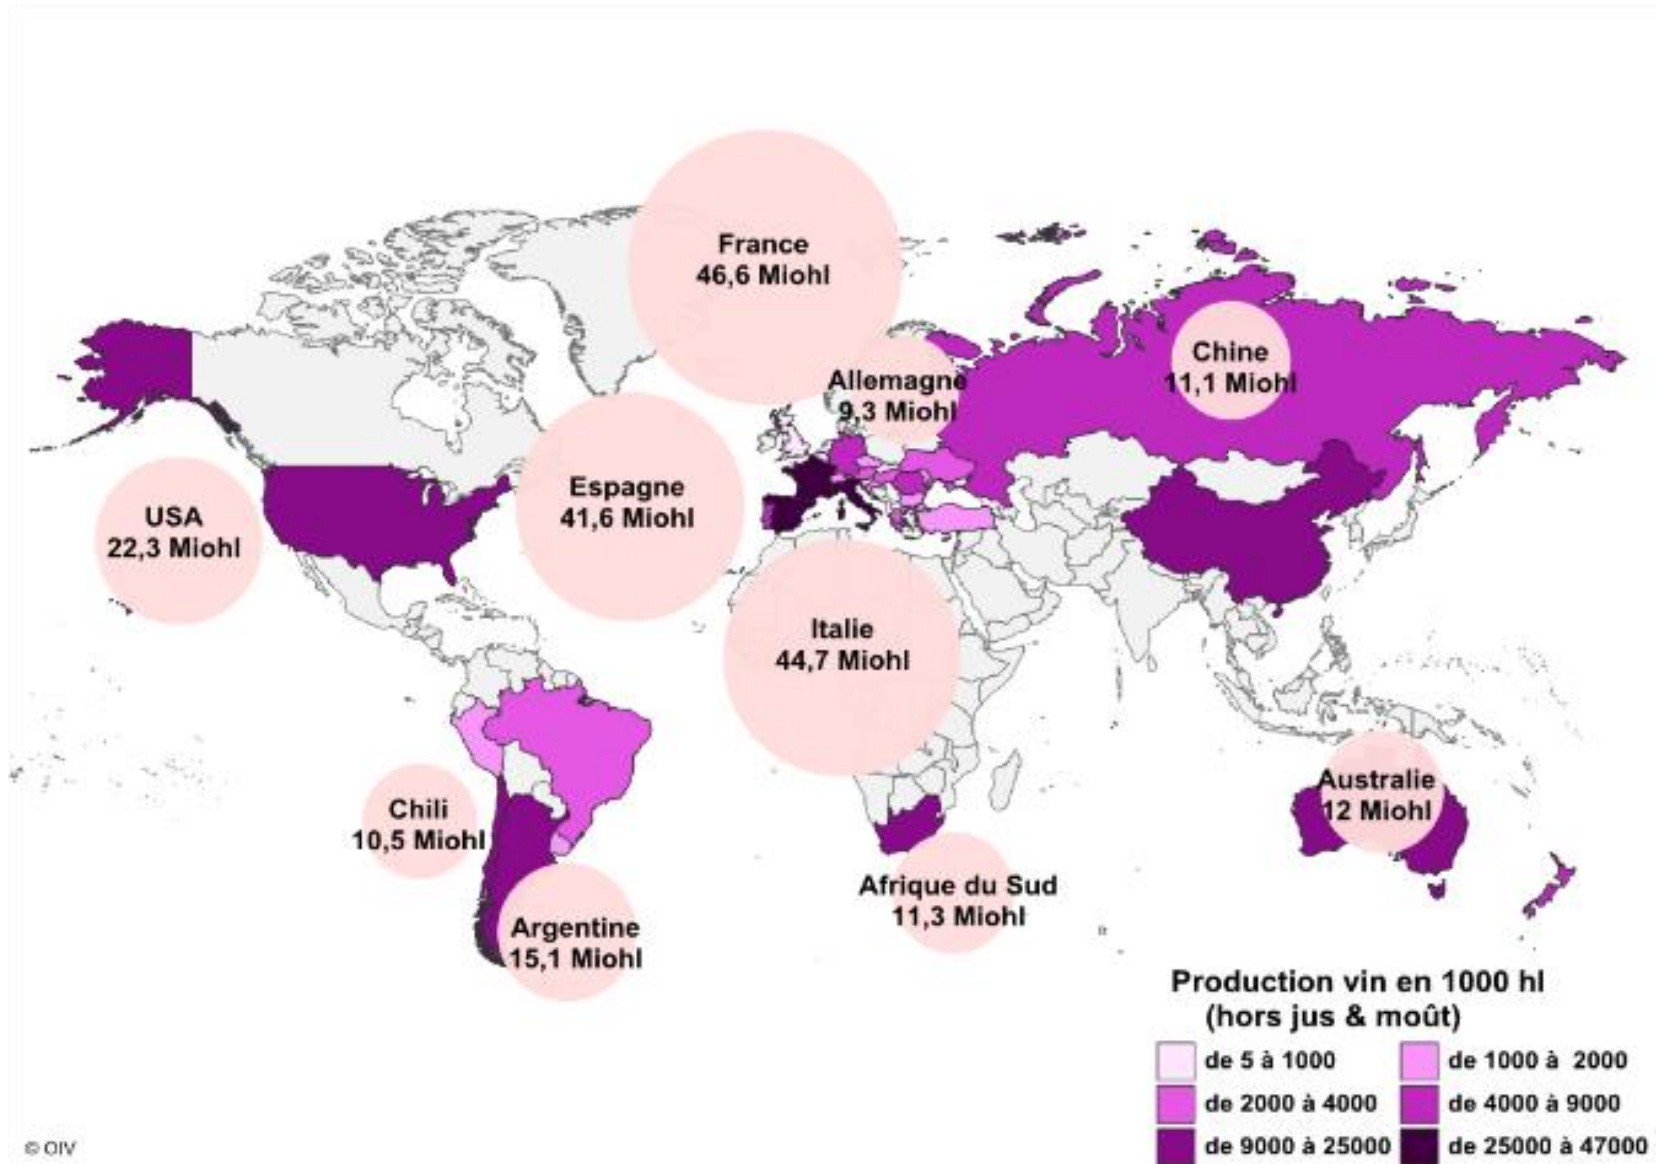 France
46,6 Miohl
Chine
11,1 Miohl
Allemagne
9,3 Miohl
Espagne
41,6 Miohl
USA
22,3 Miohl
Italie
44,7 Miohl
Australie
12 Miohl
Chili
10,5 Miohl
Afrique du Sud
11,3 Miohl
Argentine
15,1 Miohl
Production vin en 1000 hl
(hors jus & moût)
de 5 à 1000
de 1000 à 2000
de 2000 à 4000
de 4000 à 9000
de 9000 à 25000
de 25000 à 47000
© OIV